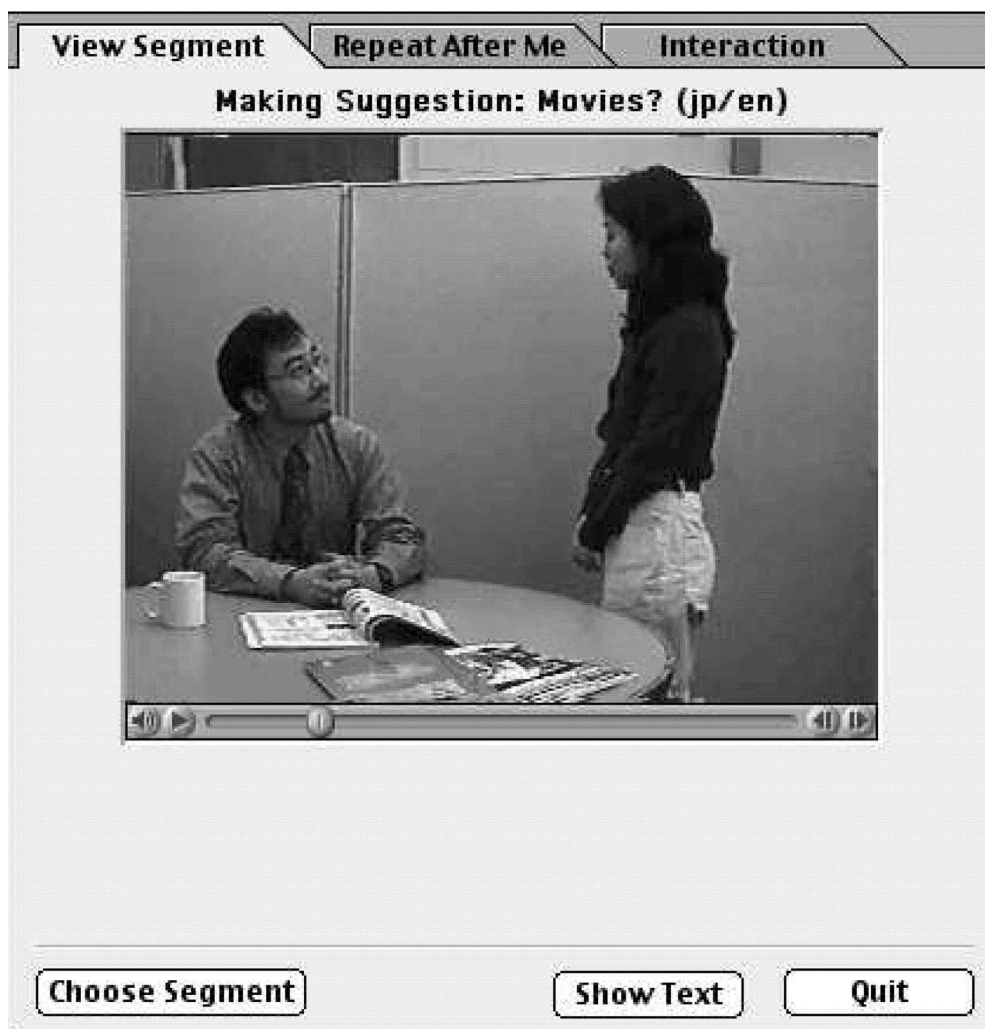 View Segment
Repeat After Me
Interaction
Making Suggestion: Movies? (jp/en)
Choose Segment
Show Text
Quit